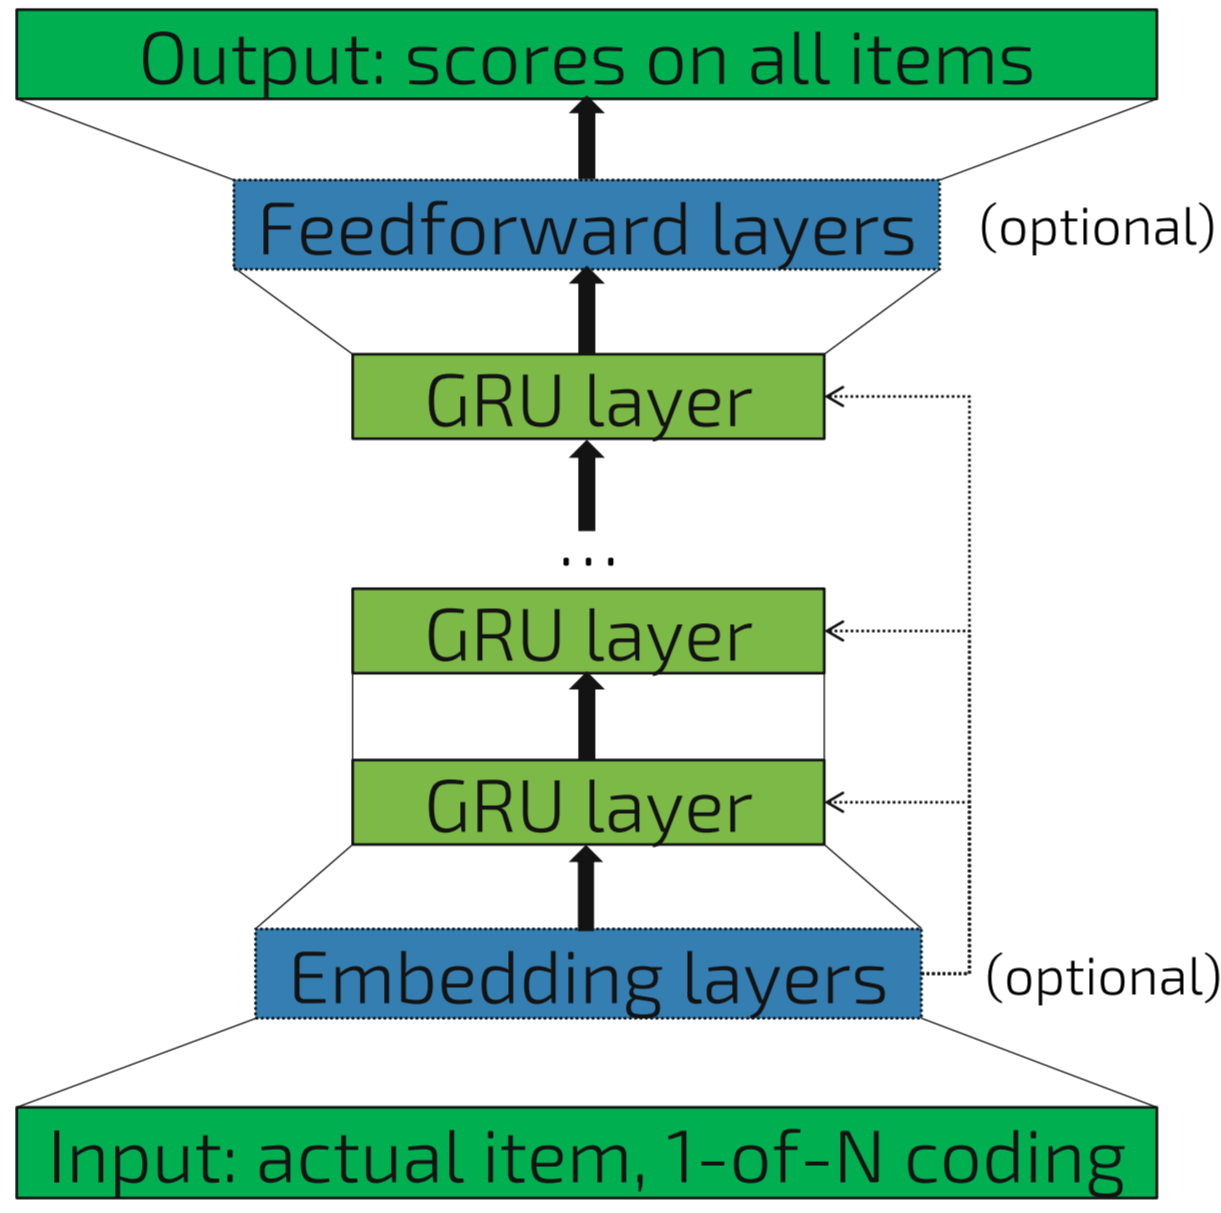 Output: scores on all items
Feedforward layers
(optional)
GRU layer
...
GRU layer
GRU layer
Embedding layers
(optional)
Input: actual item, 1-of-N coding